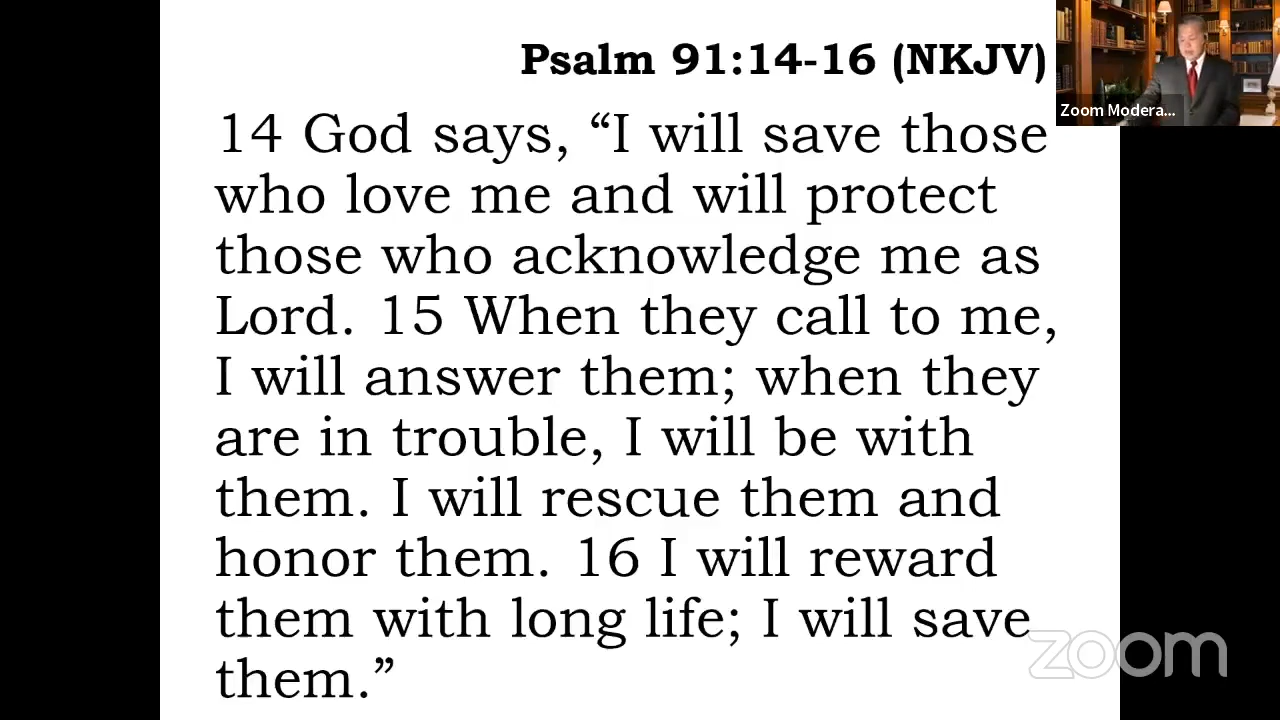 Psalm 91:14-16 (NKJV)
Zoom Modera...
14 God says, “I will save those
who love me and will protect
those who acknowledge me as
Lord. 15 When they call to me,
I will answer them; when they
are in trouble, I will be with
them. I will rescue them and
honor them. 16 I will reward
them with long life; I will save
them.”
zoom